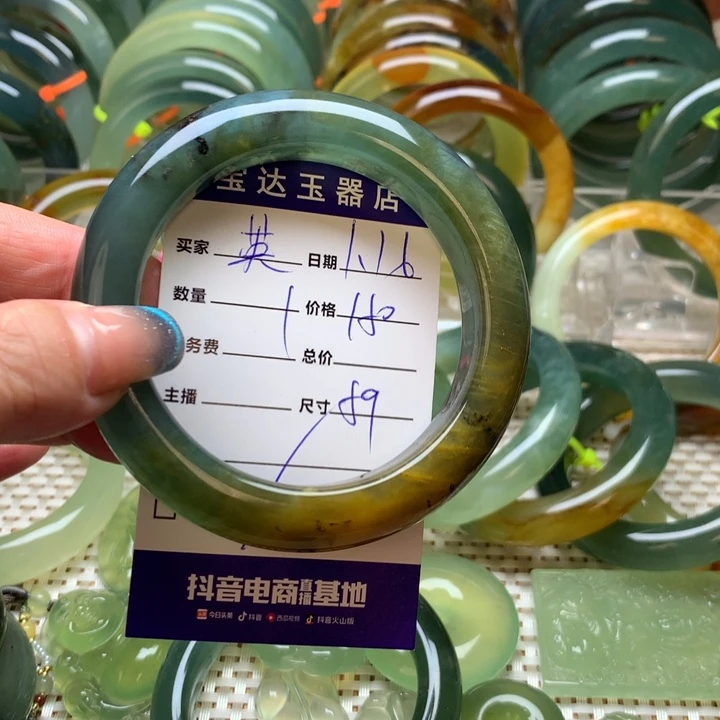 宝达玉器店
买家 英 日期 1.16
数量 1 价格 180
务费 总价
主播 尺寸 59
抖音电商直播基地
今日头条 抖音 西瓜视频 抖音火山版